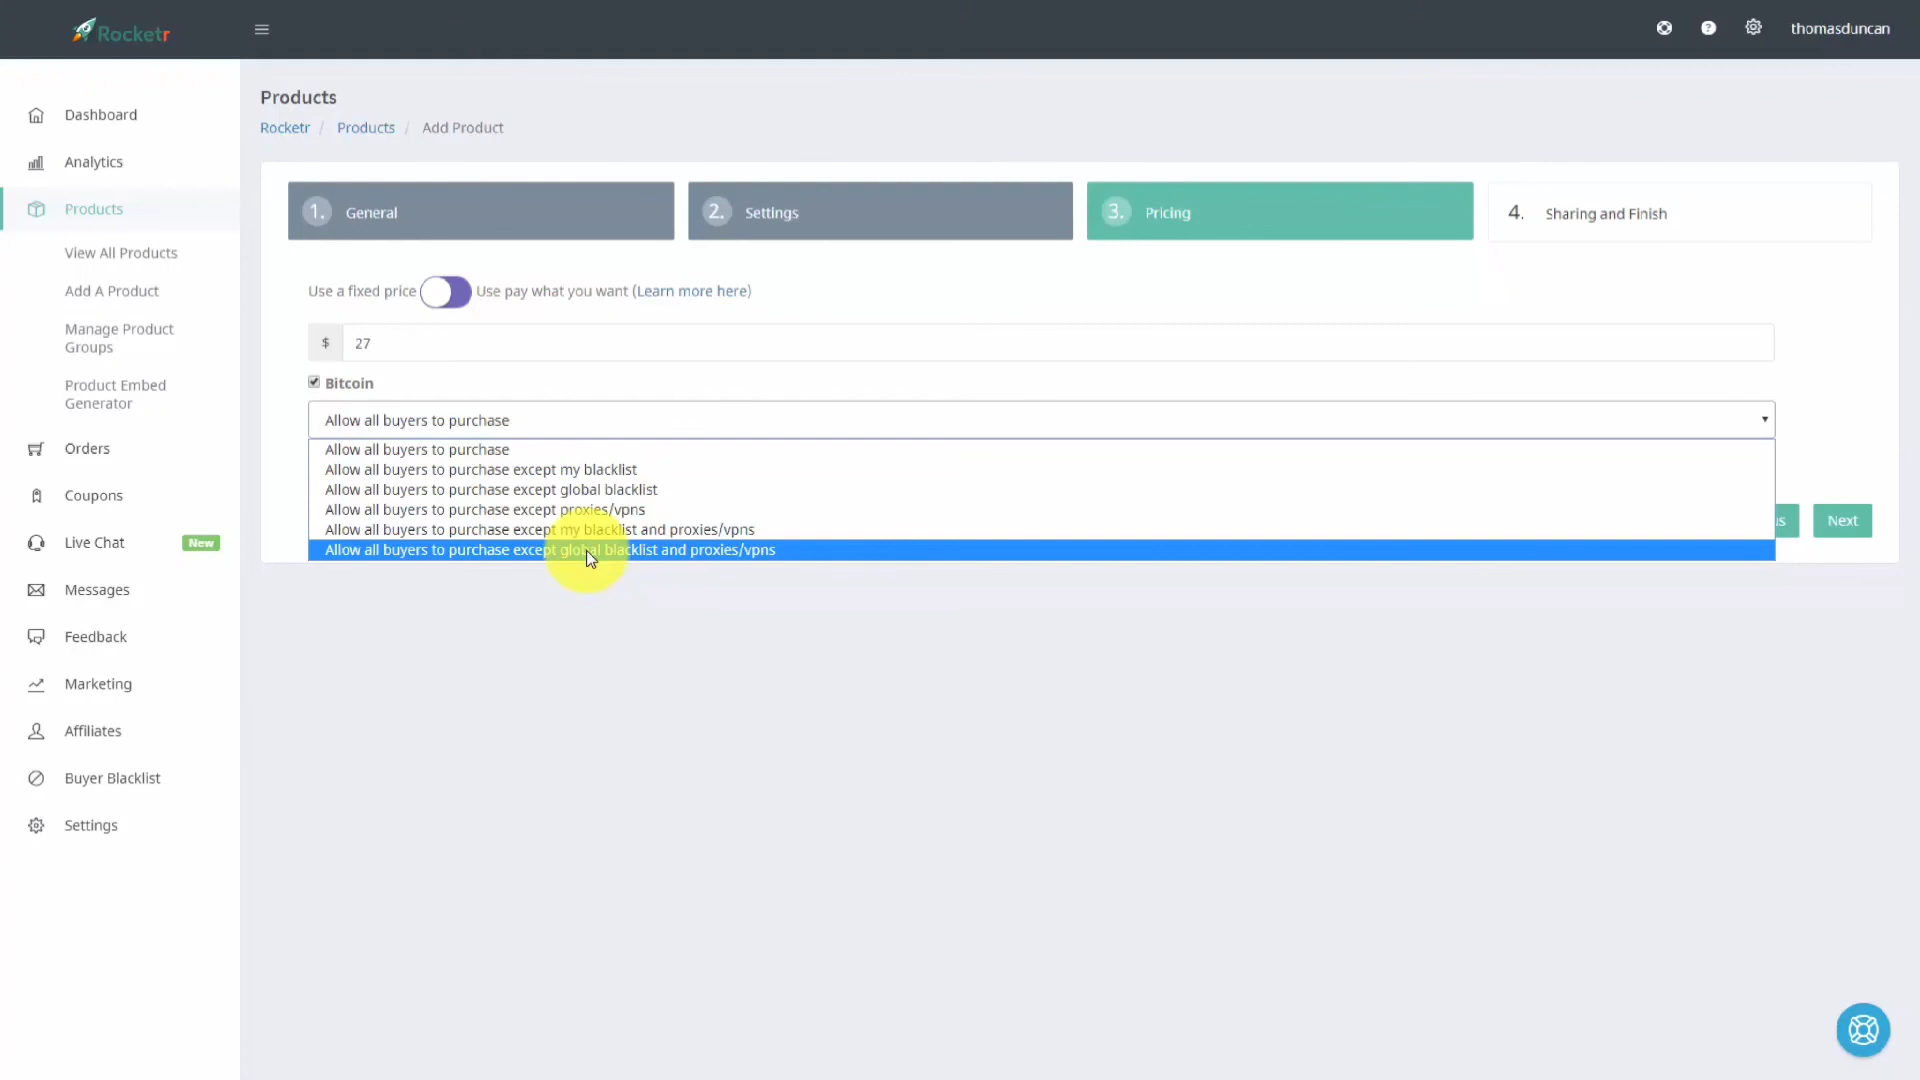 Rocketr
thomasduncan
Dashboard
Analytics
Products
View All Products
Add A Product
Manage Product
Groups
Product Embed
Generator
Orders
Coupons
Live Chat New
Messages
Feedback
Marketing
Affiliates
Buyer Blacklist
Settings
Products
Rocketr / Products / Add Product
1. General
2. Settings
3. Pricing
4. Sharing and Finish
Use a fixed price Use pay what you want (Learn more here)
$ 27
Bitcoin
Allow all buyers to purchase
Allow all buyers to purchase
Allow all buyers to purchase except my blacklist
Allow all buyers to purchase except global blacklist
Allow all buyers to purchase except proxies/vpns
Allow all buyers to purchase except my blacklist and proxies/vpns
Allow all buyers to purchase except global blacklist and proxies/vpns
Next